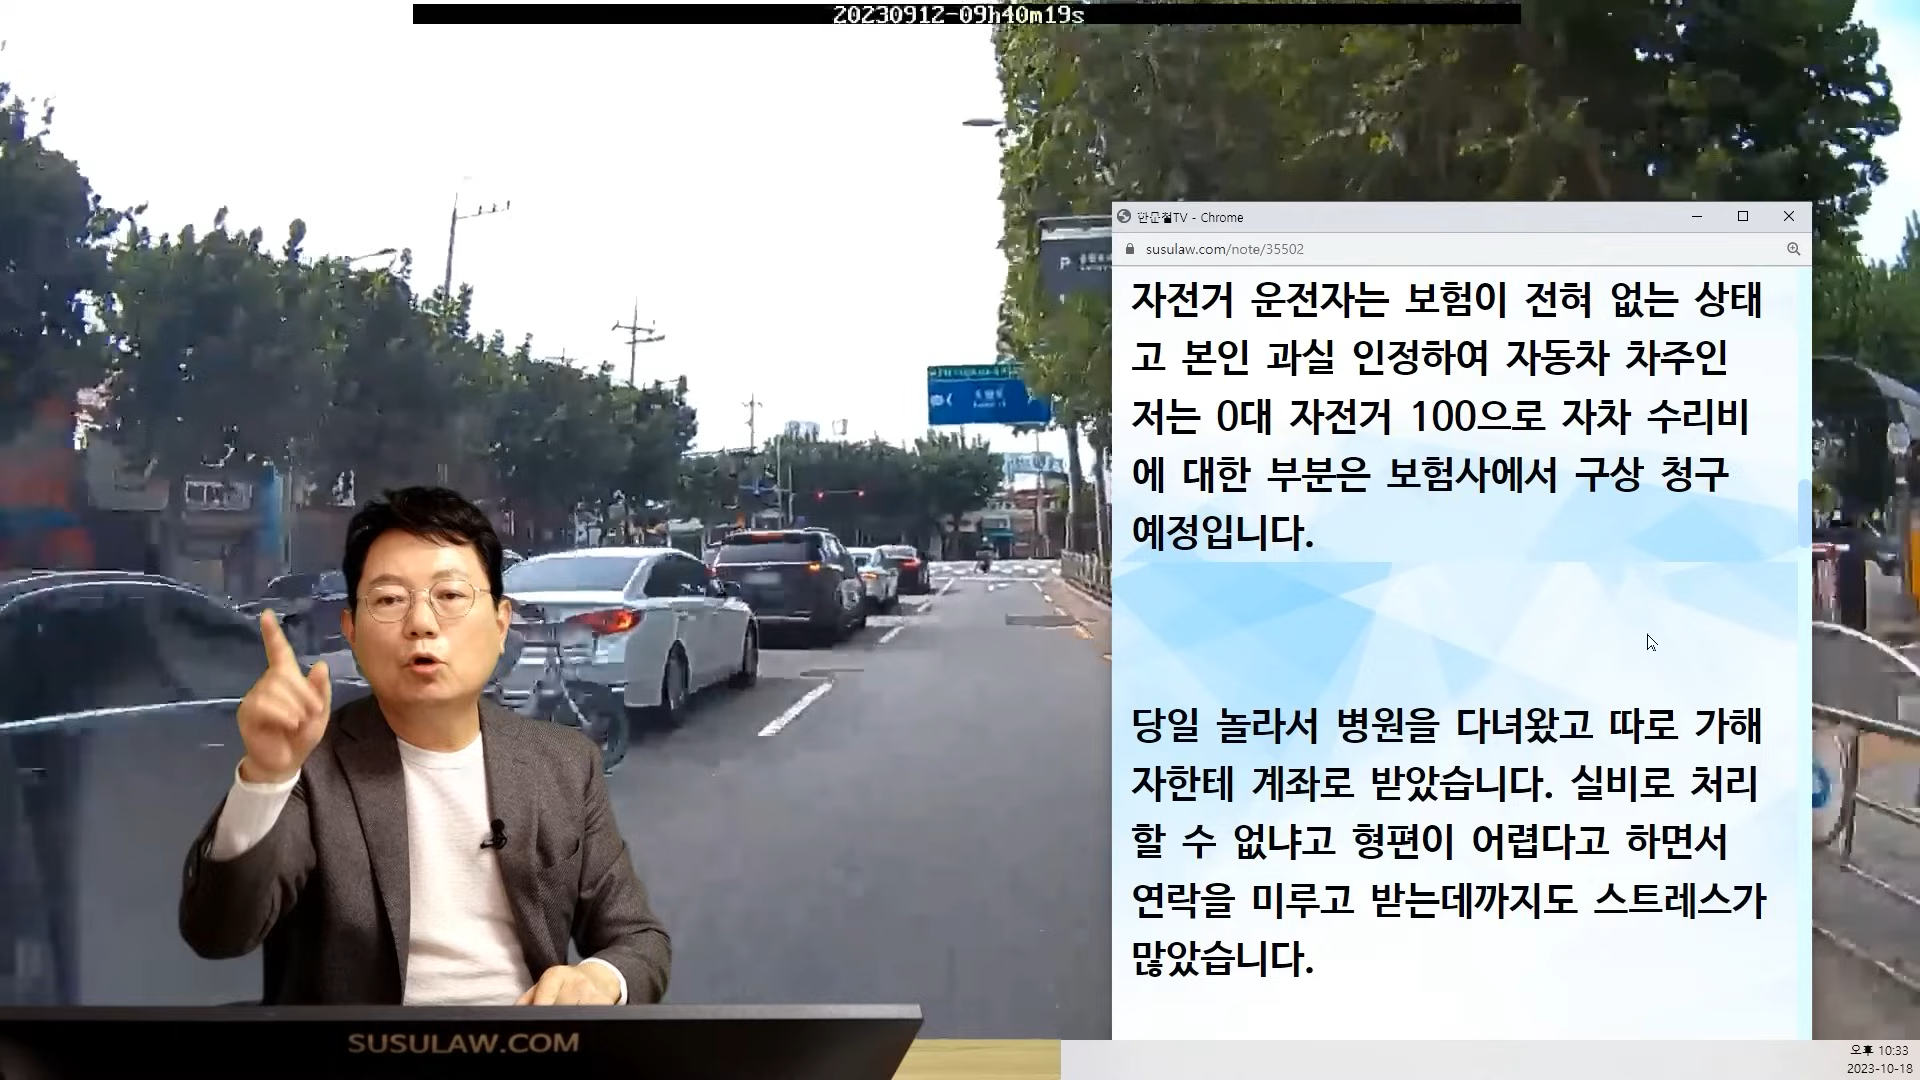 20230912-09h40m19s
한문철TV - Chrome
susulaw.com/note/35502
자전거 운전자는 보험이 전혀 없는 상태
고 본인 과실 인정하여 자동차 차주인
저는 0대 자전거 100으로 자차 수리비
에 대한 부분은 보험사에서 구상 청구
예정입니다.
당일 놀라서 병원을 다녀왔고 따로 가해
자한테 계좌로 받았습니다. 실비로 처리
할 수 없냐고 형편이 어렵다고 하면서
연락을 미루고 받는데까지도 스트레스가
많았습니다.
SUSULAW.COM
오후 10:33
2023-10-18